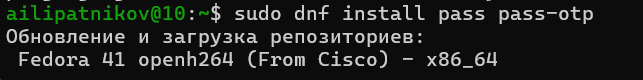 ailipatnikov@10:~$ sudo dnf install pass pass-otp
Обновление и загрузка репозиториев:
 Fedora 41 openh264 (From Cisco) - x86_64